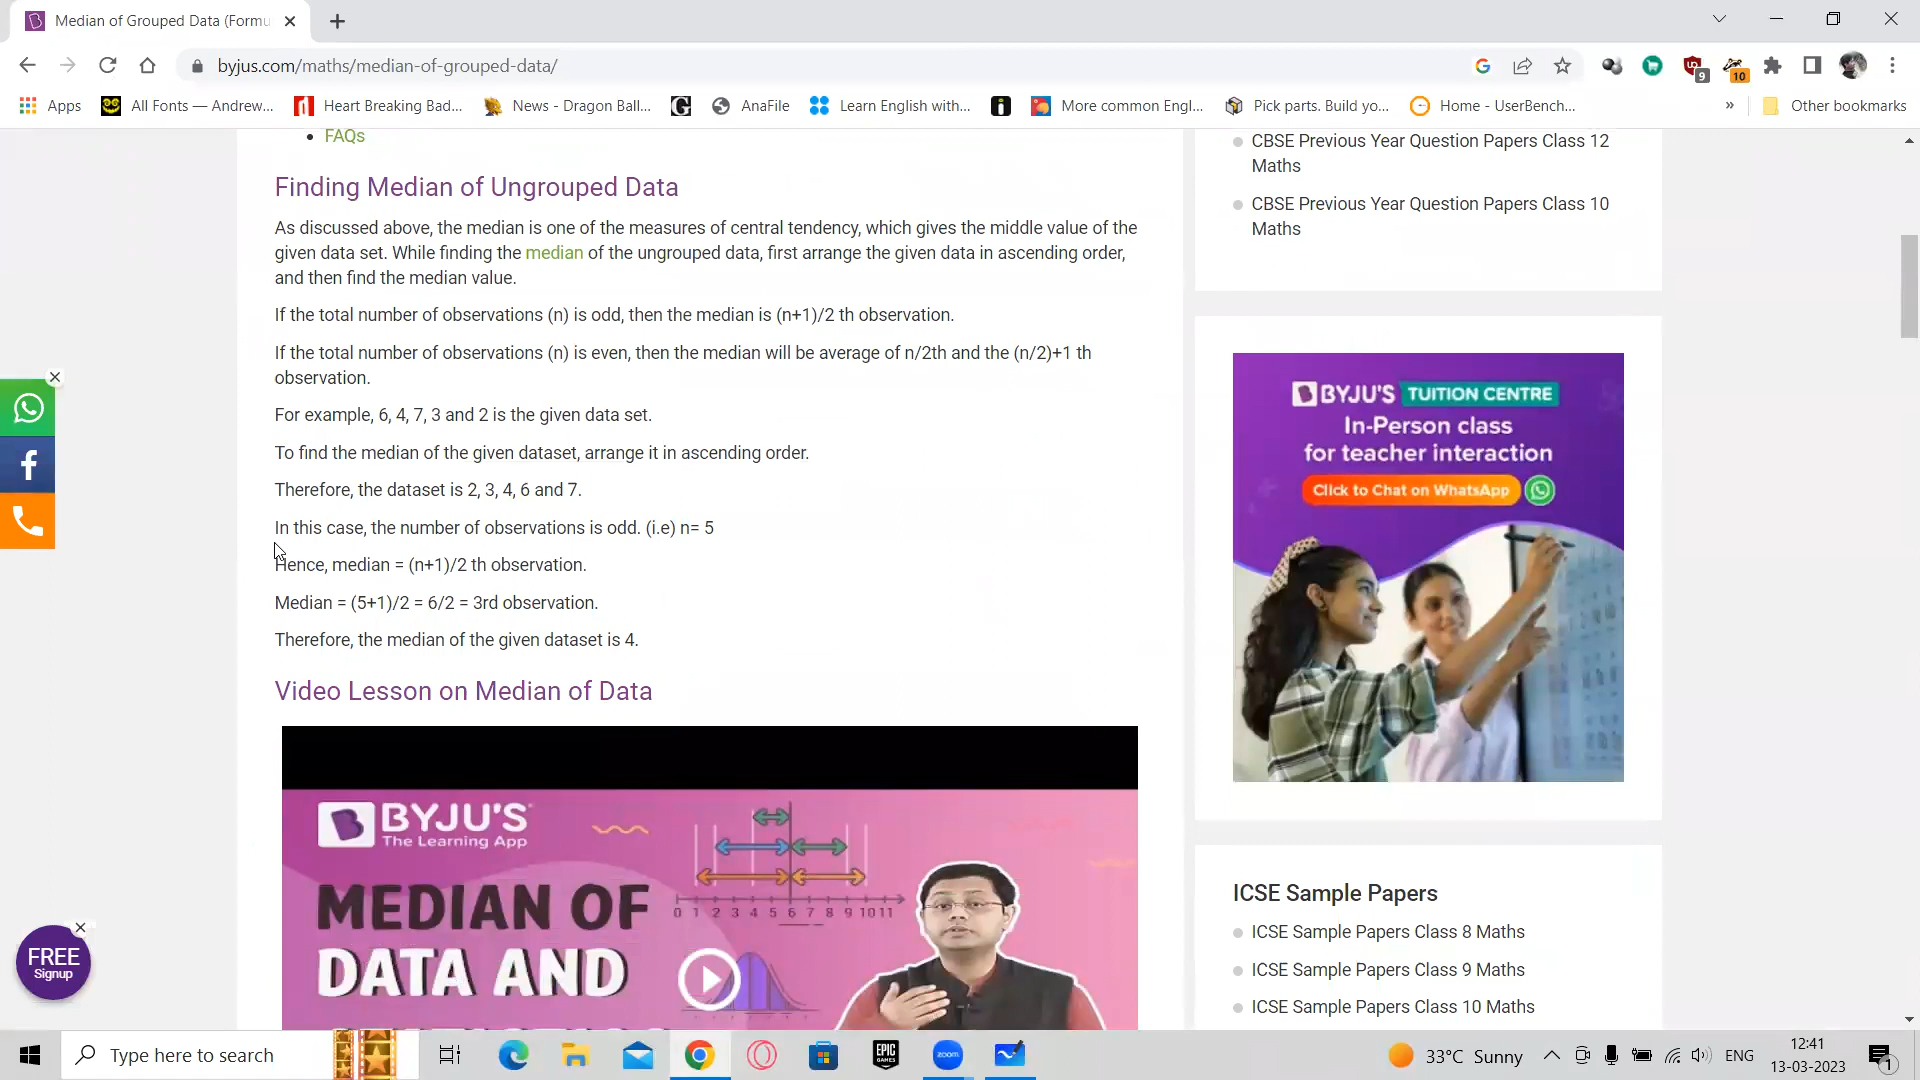 Median of Grouped Data (Formu
byjus.com/maths/median-of-grouped-data/
9
10
Apps
All Fonts — Andrew...
Heart Breaking Bad...
News - Dragon Ball...
AnaFile
Learn English with...
More common Engl...
Pick parts. Build yo...
Home - UserBench...
»
Other bookmarks
FAQs
Finding Median of Ungrouped Data
As discussed above, the median is one of the measures of central tendency, which gives the middle value of the
given data set. While finding the median of the ungrouped data, first arrange the given data in ascending order,
and then find the median value.
If the total number of observations (n) is odd, then the median is (n+1)/2 th observation.
If the total number of observations (n) is even, then the median will be average of n/2th and the (n/2)+1 th
observation.
For example, 6, 4, 7, 3 and 2 is the given data set.
To find the median of the given dataset, arrange it in ascending order.
Therefore, the dataset is 2, 3, 4, 6 and 7.
In this case, the number of observations is odd. (i.e) n= 5
Hence, median = (n+1)/2 th observation.
Median = (5+1)/2 = 6/2 = 3rd observation.
Therefore, the median of the given dataset is 4.
Video Lesson on Median of Data
BYJU'S
The Learning App
MEDIAN OF
DATA AND
0 1 2 3 4 5 6 7 8 9 10 11
FREE
Signup
CBSE Previous Year Question Papers Class 12
Maths
CBSE Previous Year Question Papers Class 10
Maths
BYJU'S TUITION CENTRE
In-Person class
for teacher interaction
Click to Chat on WhatsApp
ICSE Sample Papers
ICSE Sample Papers Class 8 Maths
ICSE Sample Papers Class 9 Maths
ICSE Sample Papers Class 10 Maths
Type here to search
EPIC
GAMES
zoom
33°C Sunny
ENG
12:41
13-03-2023
1